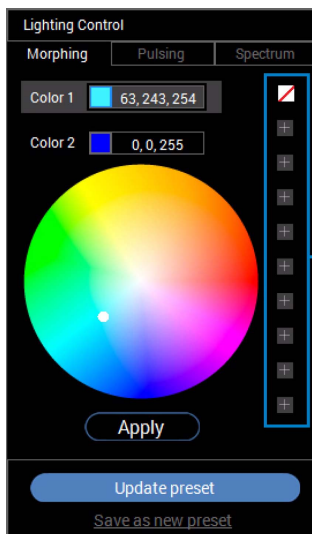 Lighting Control
Morphing Pulsing Spectrum
Color 1 63, 243, 254
Color 2 0, 0, 255
Apply
Update preset
Save as new preset